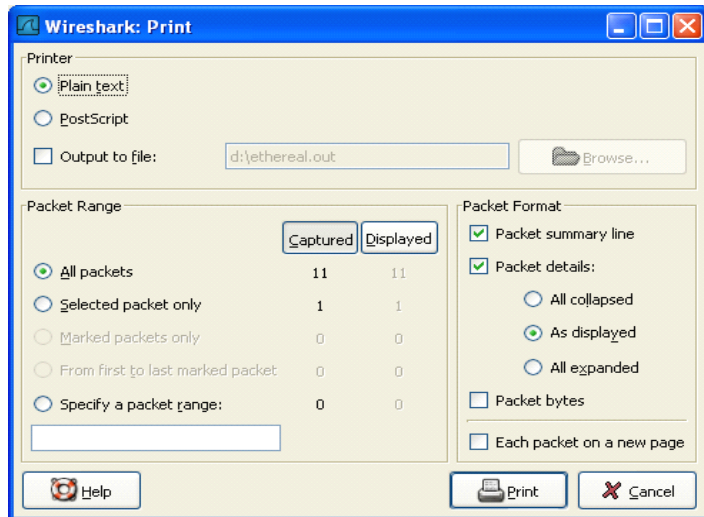 Wireshark: Print
Printer
Plain text
PostScript
Output to file: d:\ethereal.out Browse...
Packet Range
Captured Displayed
All packets 11 11
Selected packet only 1 1
Marked packets only 0 0
From first to last marked packet 0 0
Specify a packet range: 0 0
Packet Format
Packet summary line
Packet details:
All collapsed
As displayed
All expanded
Packet bytes
Each packet on a new page
Help Print Cancel